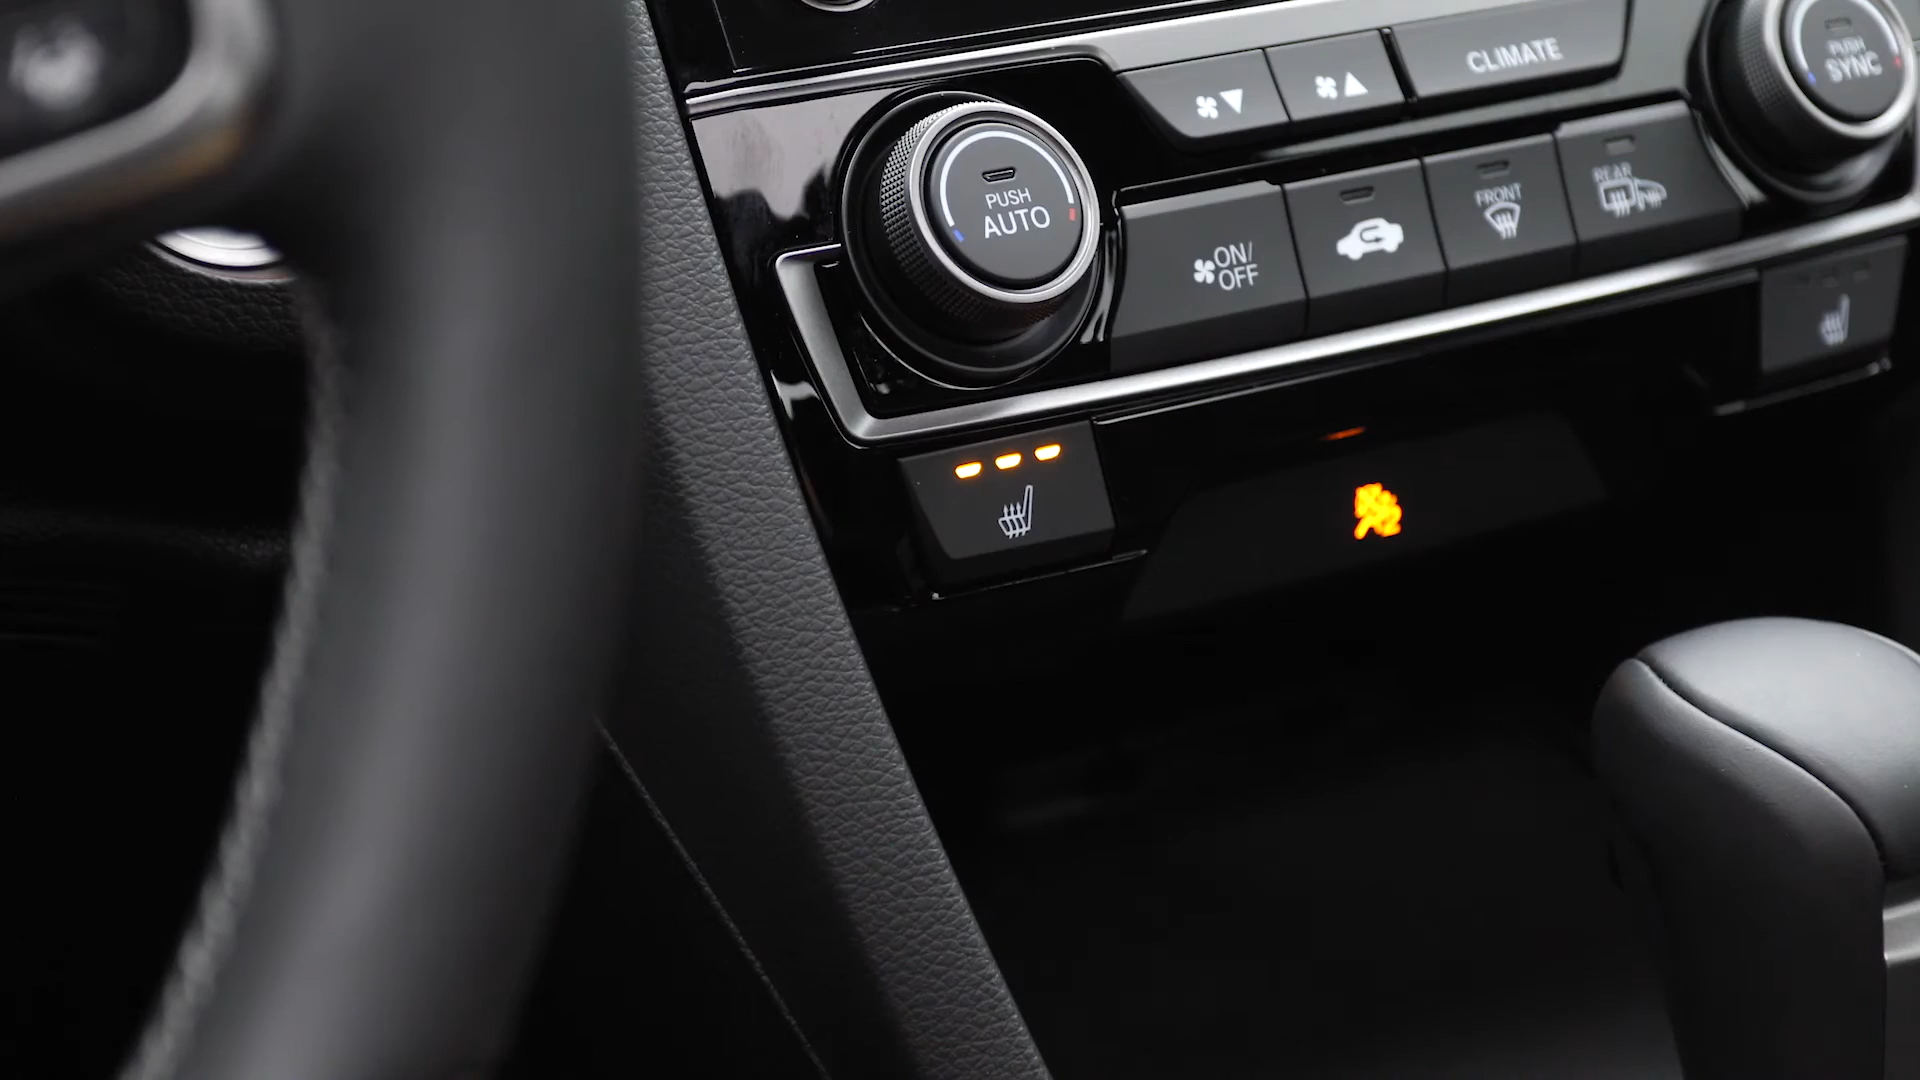 CLIMATE
PUSH
SYNC
PUSH
AUTO
ON/
OFF
FRONT
REAR